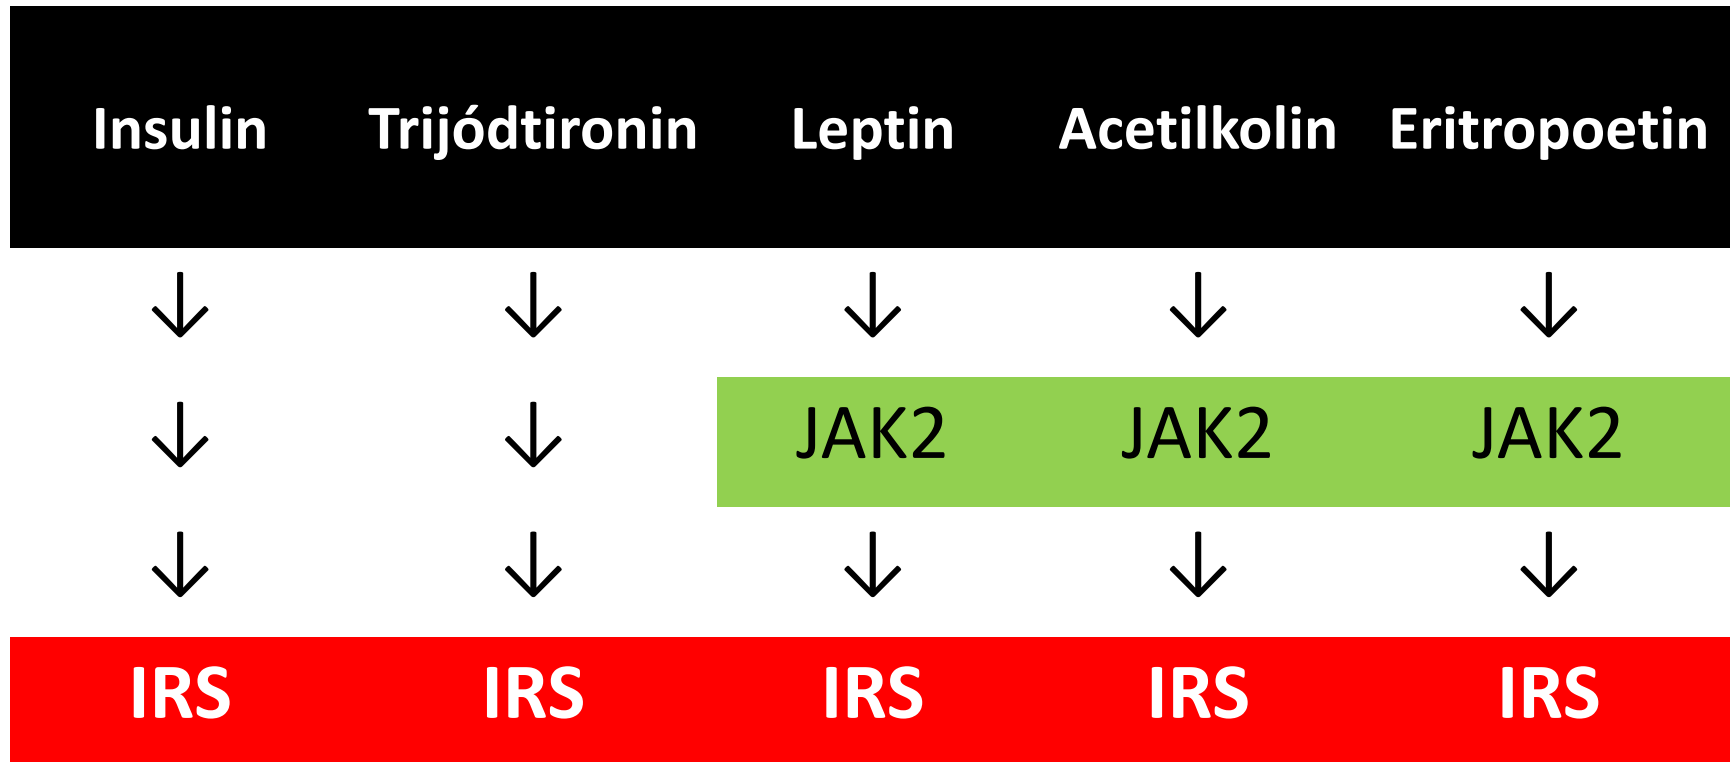 Insulin Trijódtironin Leptin Acetilkolin Eritropoetin
↓ ↓ ↓ ↓ ↓
↓ ↓ JAK2 JAK2 JAK2
↓ ↓ ↓ ↓ ↓
IRS IRS IRS IRS IRS